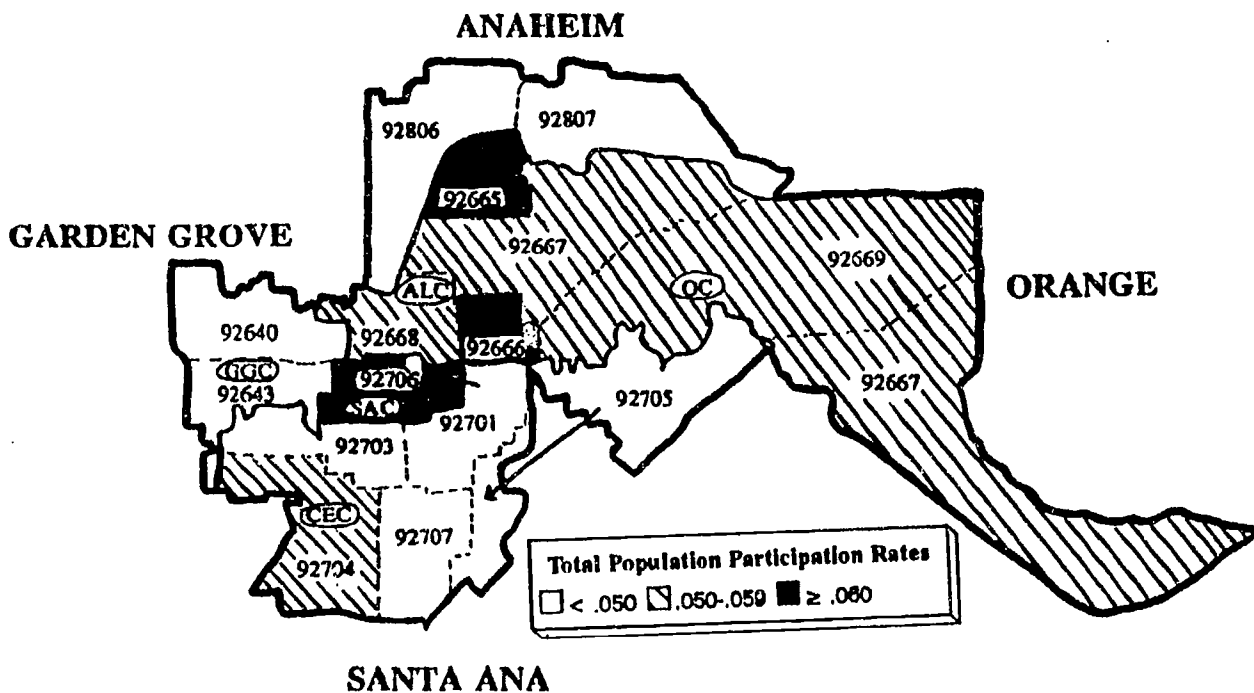 ANAHEIM
92806
92807
92665
GARDEN GROVE
92667
92669
ORANGE
ALC
OC
92640
92668
92666
GGC
92706
92643
SAC
92667
92705
92701
92703
CEC
92707
92704
Total Population Participation Rates
< .050 .050-.059 ≥ .060
SANTA ANA